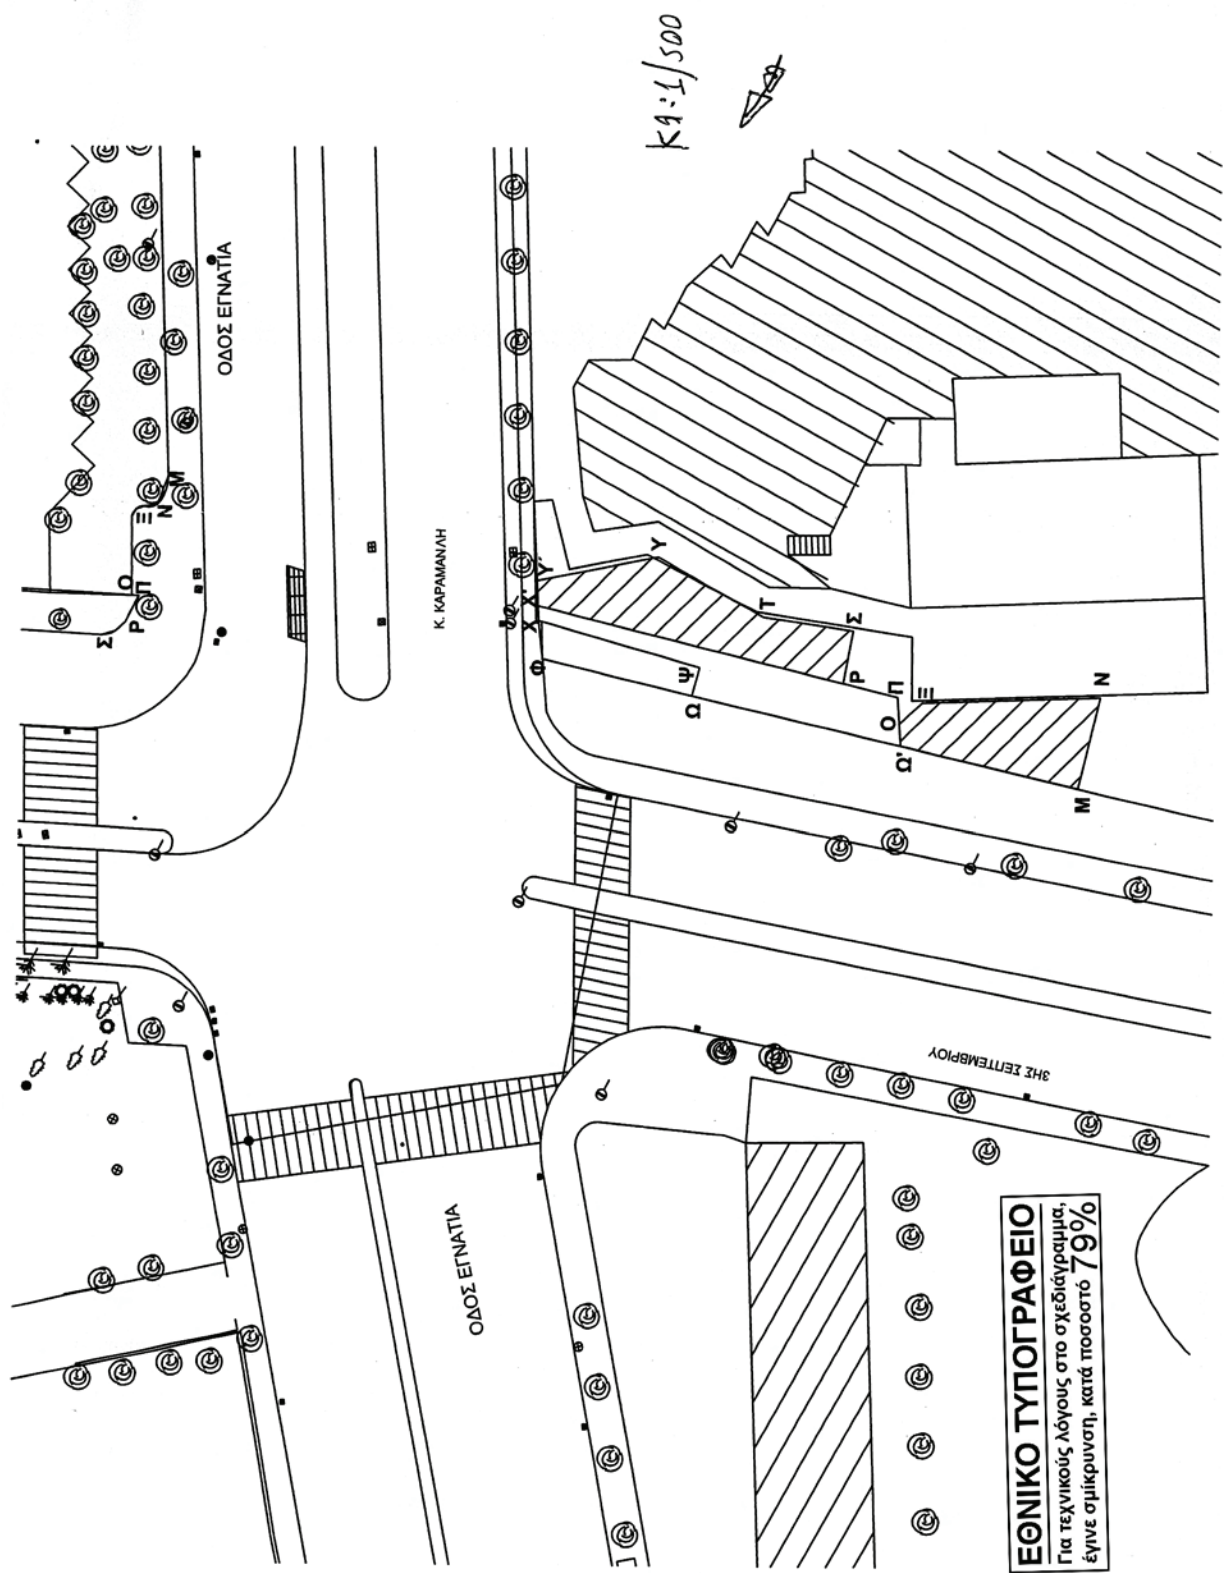 Κλ: 1/500
ΟΔΟΣ ΕΓΝΑΤΙΑ
Μ
Ν
Ξ
Ο
Π
Ρ
Σ
Κ. ΚΑΡΑΜΑΝΛΗ
Υ'
Χ'
Χ
Φ
Υ
Τ
Σ
Ρ
Π
Ξ
Ν
Ψ
Ω
Ο
Ω'
Μ
3ΗΣ ΣΕΠΤΕΜΒΡΙΟΥ
ΟΔΟΣ ΕΓΝΑΤΙΑ
ΕΘΝΙΚΟ ΤΥΠΟΓΡΑΦΕΙΟ
Για τεχνικούς λόγους στο σχεδιάγραμμα,
έγινε σμίκρυνση, κατά ποσοστό 79%